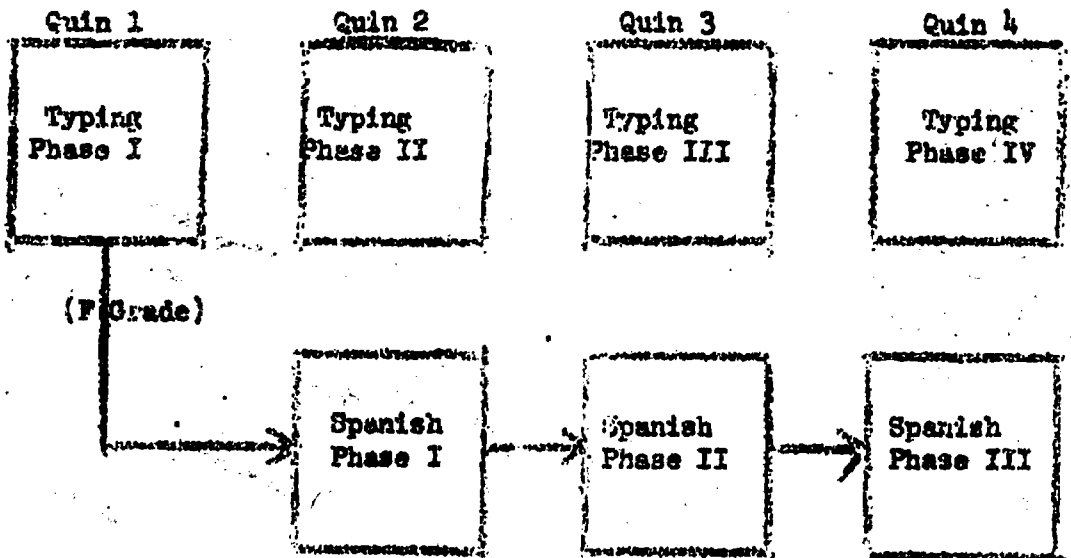 Quin 1 Quin 2 Quin 3 Quin 4
Typing Typing Typing Typing
Phase I Phase II Phase III Phase IV
(F Grade)
Spanish Spanish Spanish
Phase I Phase II Phase III